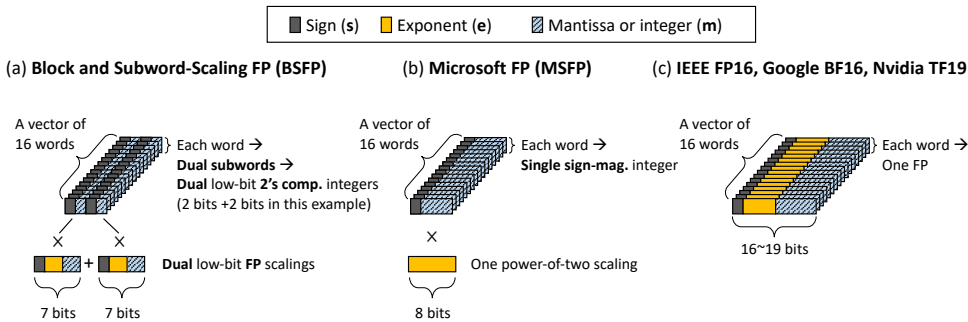 Sign (s) Exponent (e) Mantissa or integer (m)
(a) Block and Subword-Scaling FP (BSFP)
A vector of
16 words
Each word →
Dual subwords →
Dual low-bit 2's comp. integers
(2 bits +2 bits in this example)
× ×
+
Dual low-bit FP scalings
7 bits 7 bits
(b) Microsoft FP (MSFP)
A vector of
16 words
Each word →
Single sign-mag. integer
×
One power-of-two scaling
8 bits
(c) IEEE FP16, Google BF16, Nvidia TF19
A vector of
16 words
Each word →
One FP
16~19 bits